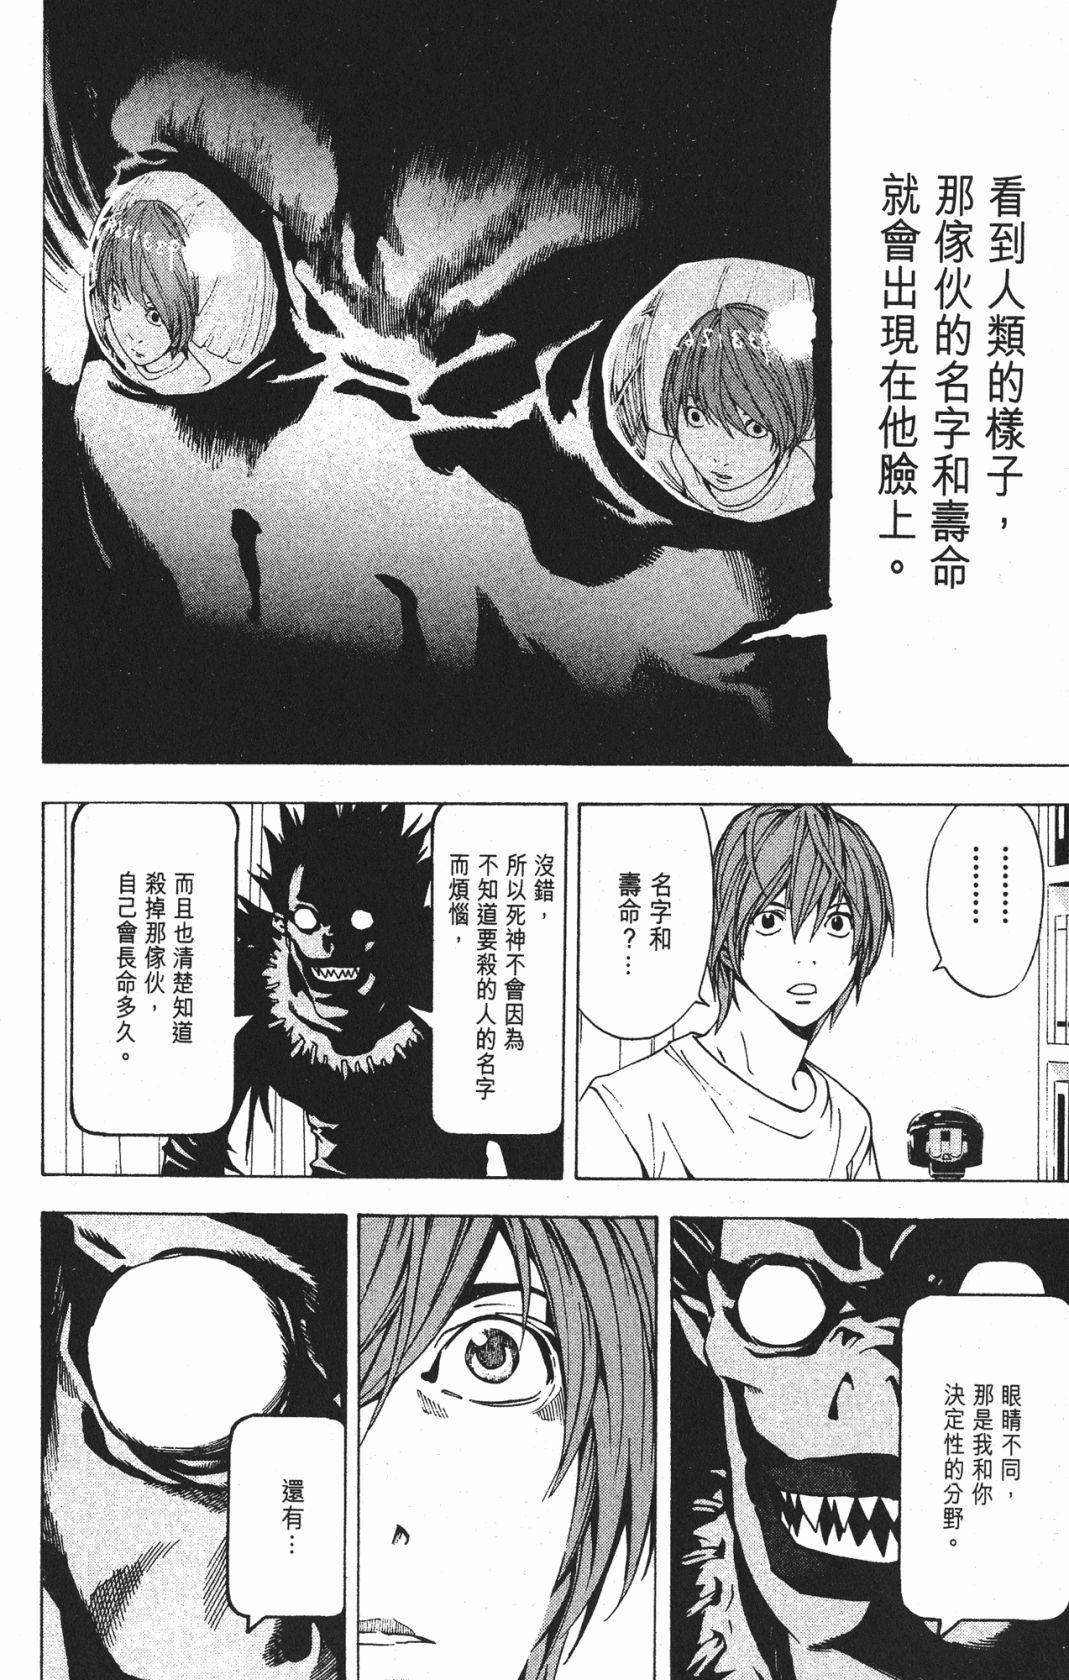 看到人類的樣子，
那傢伙的名字和壽命
就會出現在他臉上。
…………
…………
名字和
壽命？…
沒錯，
所以死神不會因為
不知道要殺的人的名字
而煩惱，
而且也清楚知道
殺掉那傢伙，
自己會長命多久。
眼睛不同，
那是我和你
決定性的分野。
還有…